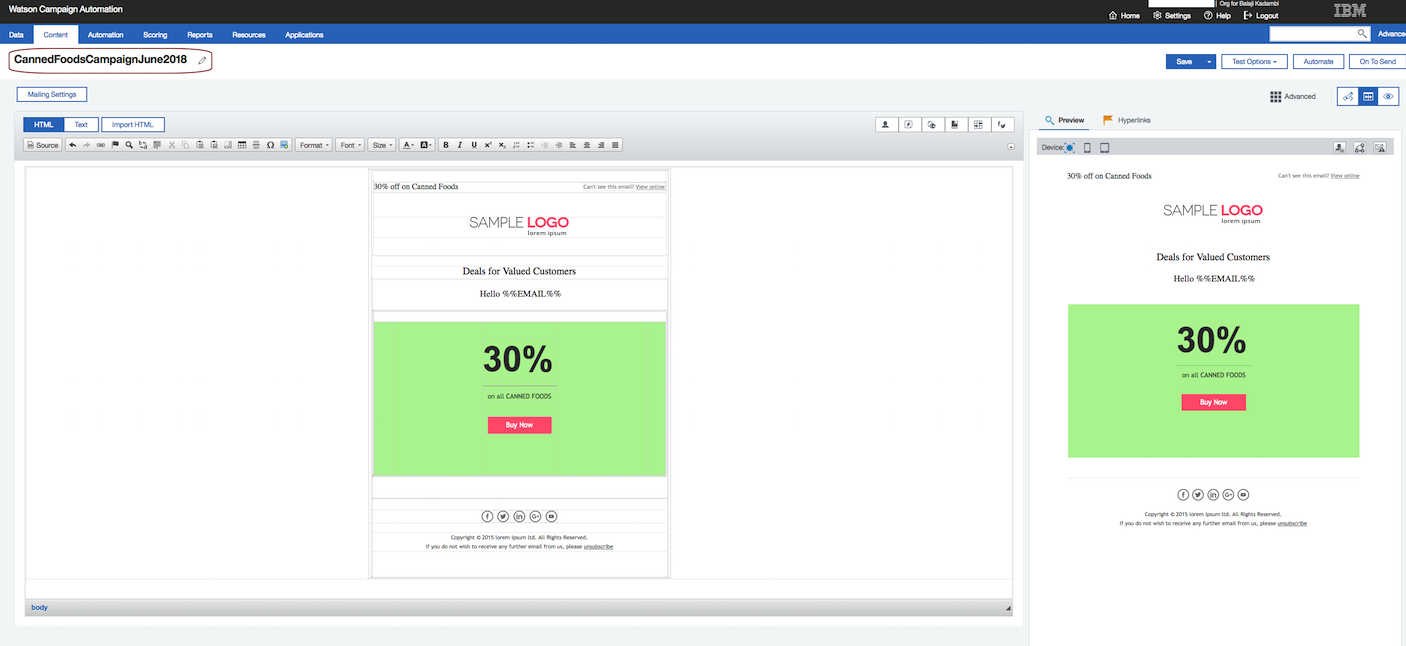 Watson Campaign Automation
Org for Balaji Kadambi
Home Settings Help Logout
IBM
Data Content Automation Scoring Reports Resources Applications
Advance
CannedFoodsCampaignJune2018
Save Test Options Automate On To Send
Mailing Settings
Advanced
HTML Text Import HTML
Preview Hyperlinks
Source Format Font Size A A B I U
Device:
30% off on Canned Foods Can't see this email? View online
SAMPLE LOGO
lorem ipsum
Deals for Valued Customers
Hello %%EMAIL%%
30%
on all CANNED FOODS
Buy Now
Copyright © 2015 lorem ipsum ltd. All Rights Reserved.
If you do not wish to receive any further email from us, please unsubscribe
body
30% off on Canned Foods Can't see this email? View online
SAMPLE LOGO
lorem ipsum
Deals for Valued Customers
Hello %%EMAIL%%
30%
on all CANNED FOODS
Buy Now
Copyright © 2015 lorem ipsum ltd. All Rights Reserved.
If you do not wish to receive any further email from us, please unsubscribe